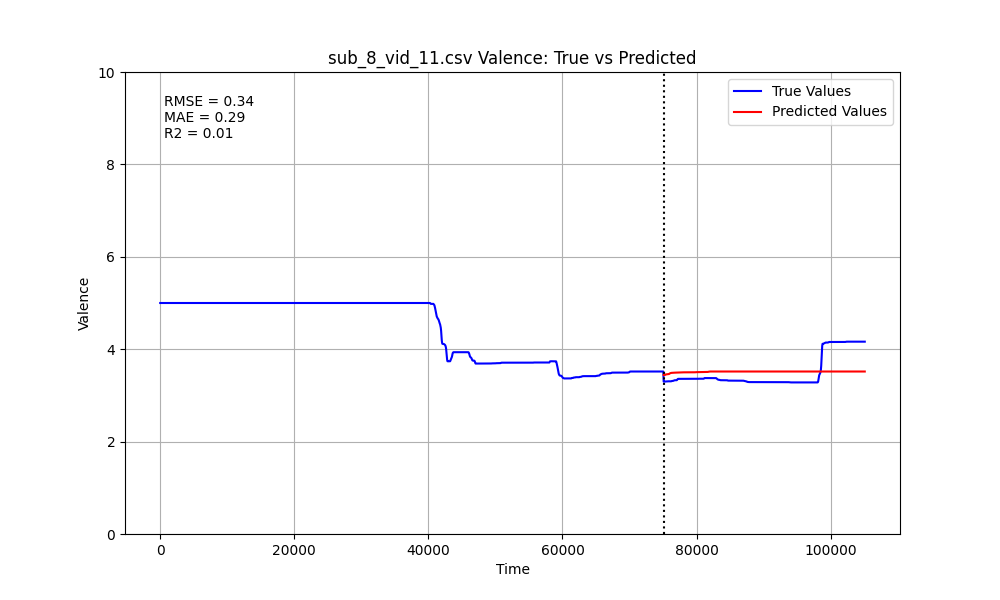 sub_8_vid_11.csv Valence: True vs Predicted
RMSE = 0.34
MAE = 0.29
R2 = 0.01
True Values
Predicted Values
10
8
6
4
2
0
Valence
0 20000 40000 60000 80000 100000
Time